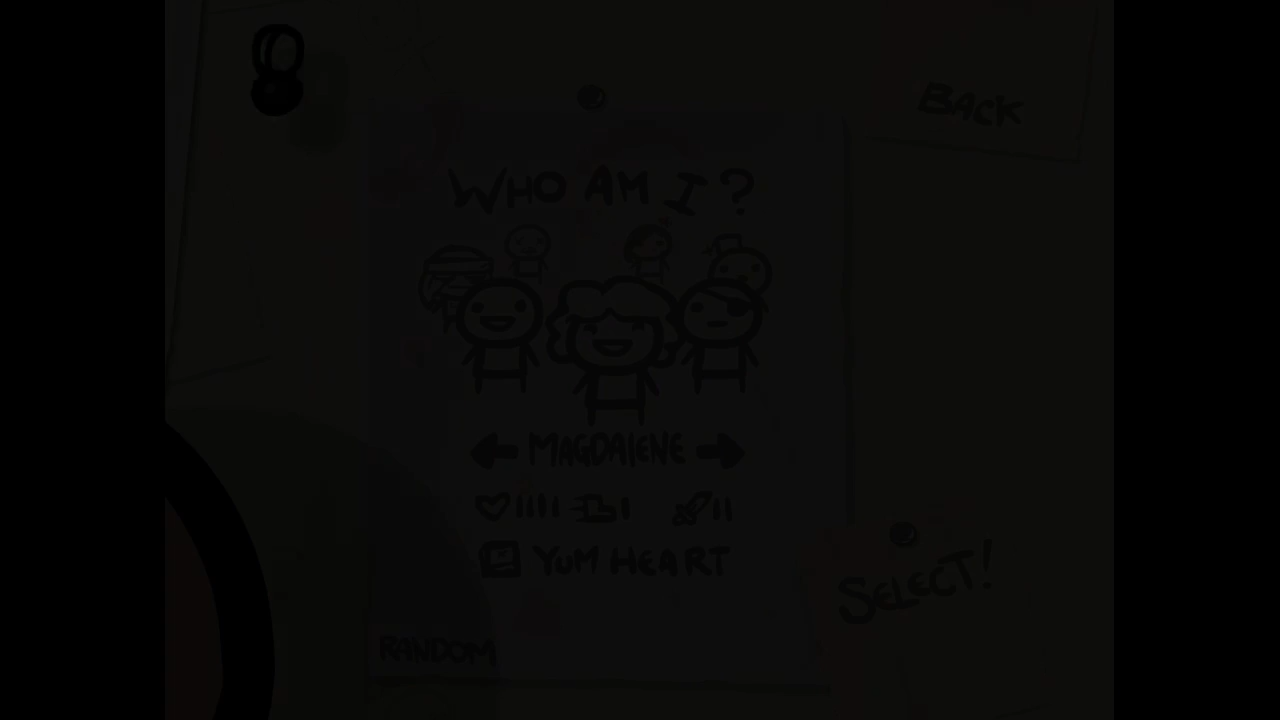 BACK
WHO AM I?
MAGDALENE
YUM HEART
SELECT!
RANDOM